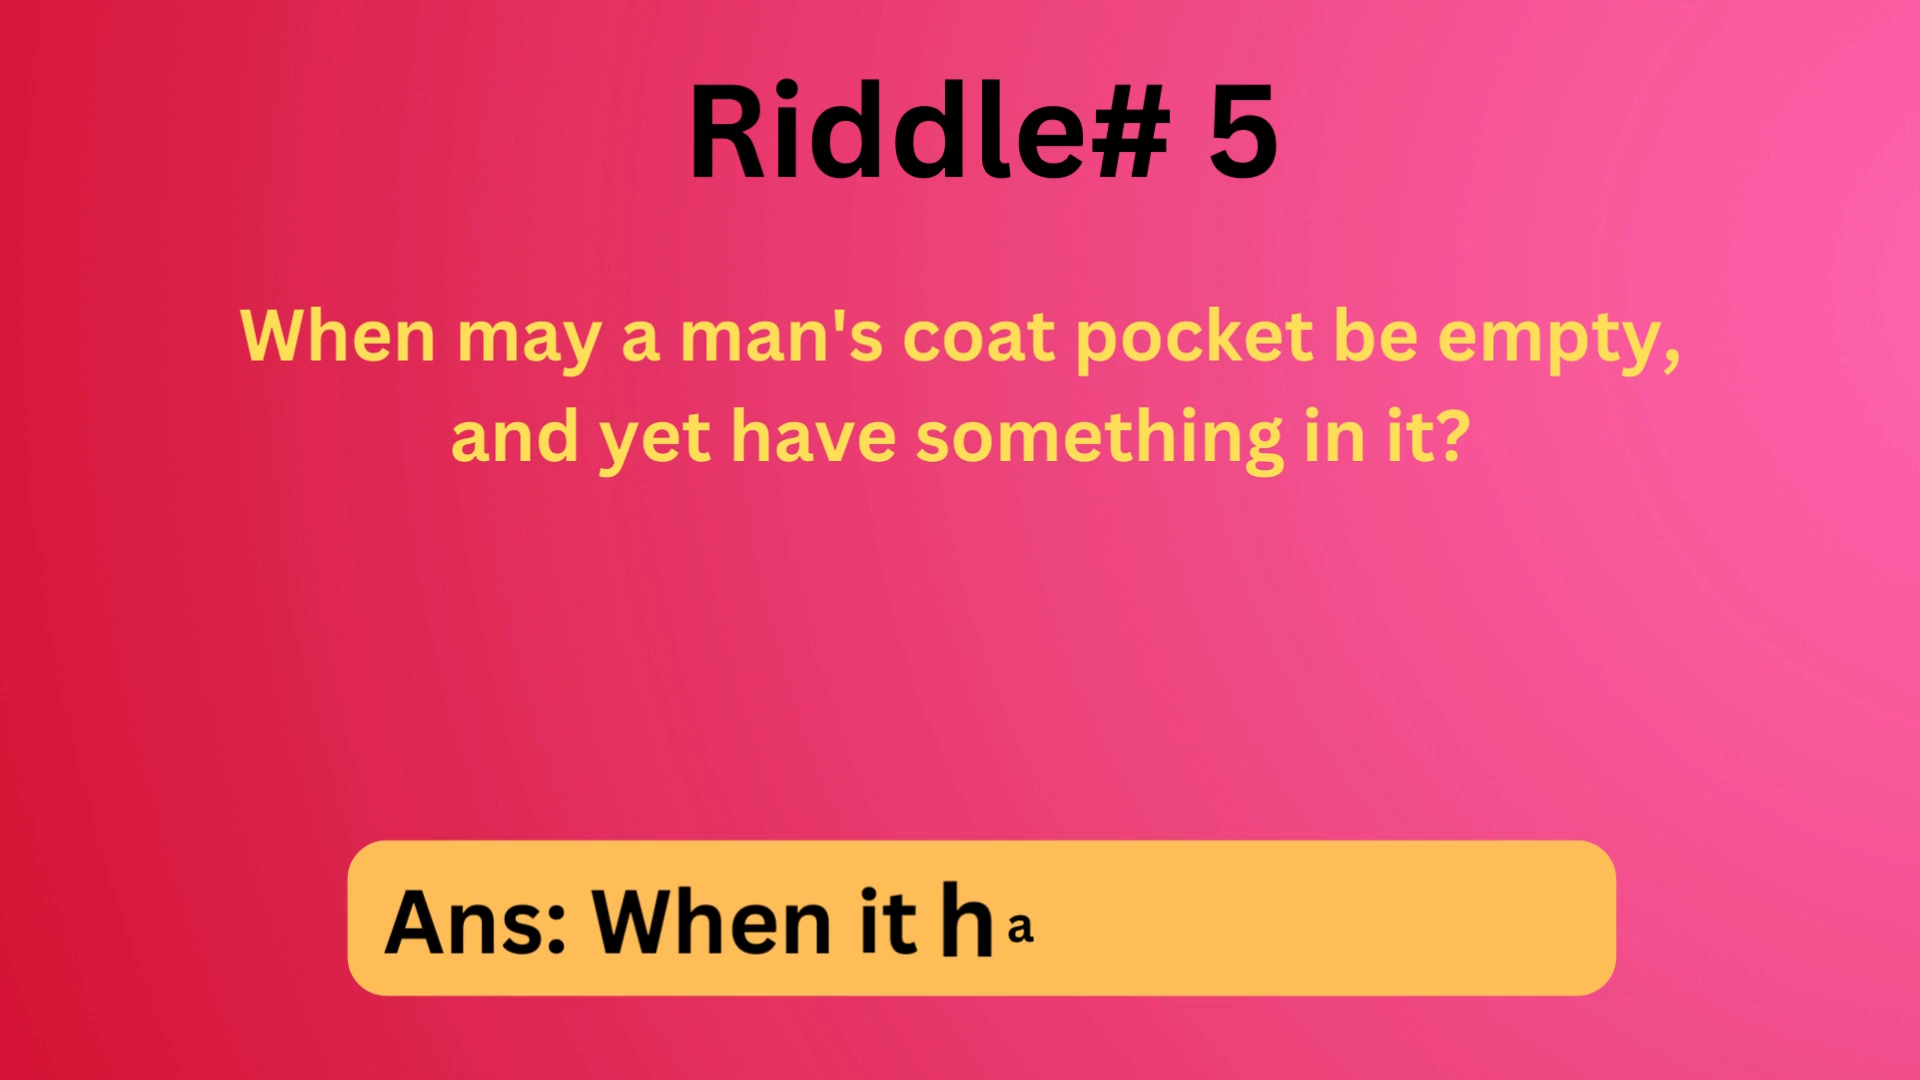 Riddle# 5
When may a man's coat pocket be empty,
and yet have something in it?
Ans: When it ha